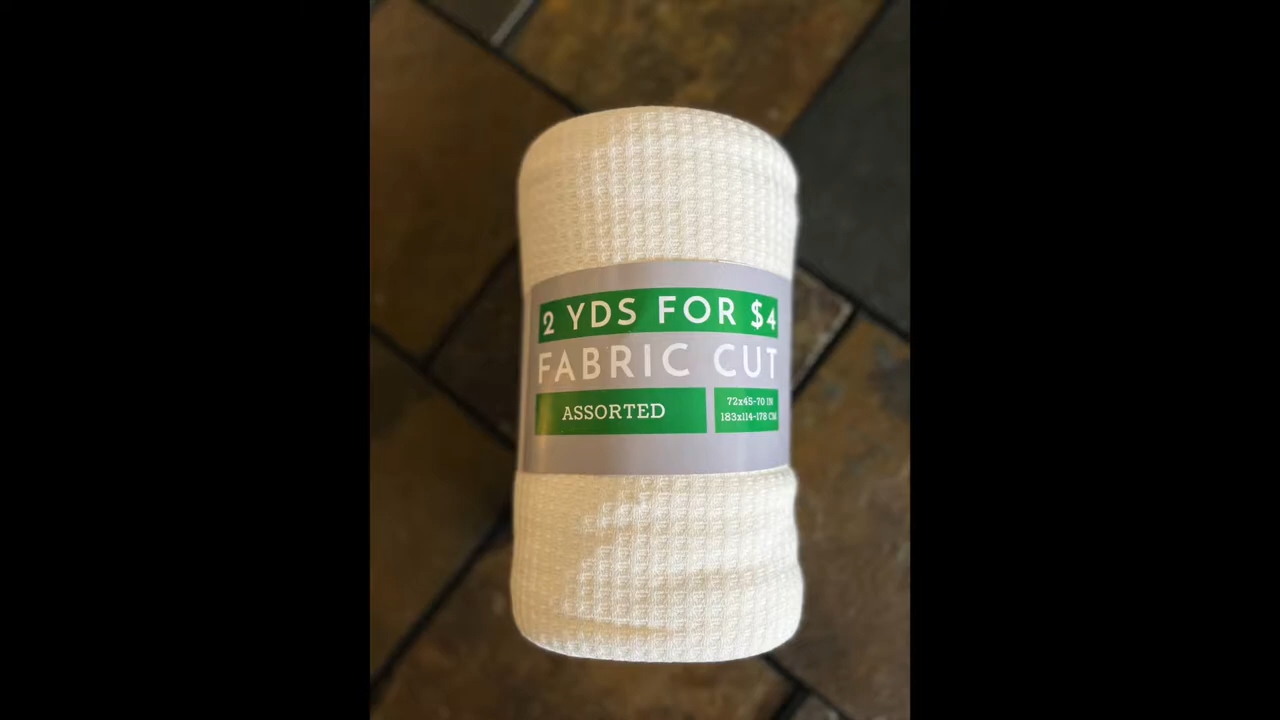 2 YDS FOR $4
FABRIC CUT
ASSORTED
72x45-70 IN
183x114-178 CM